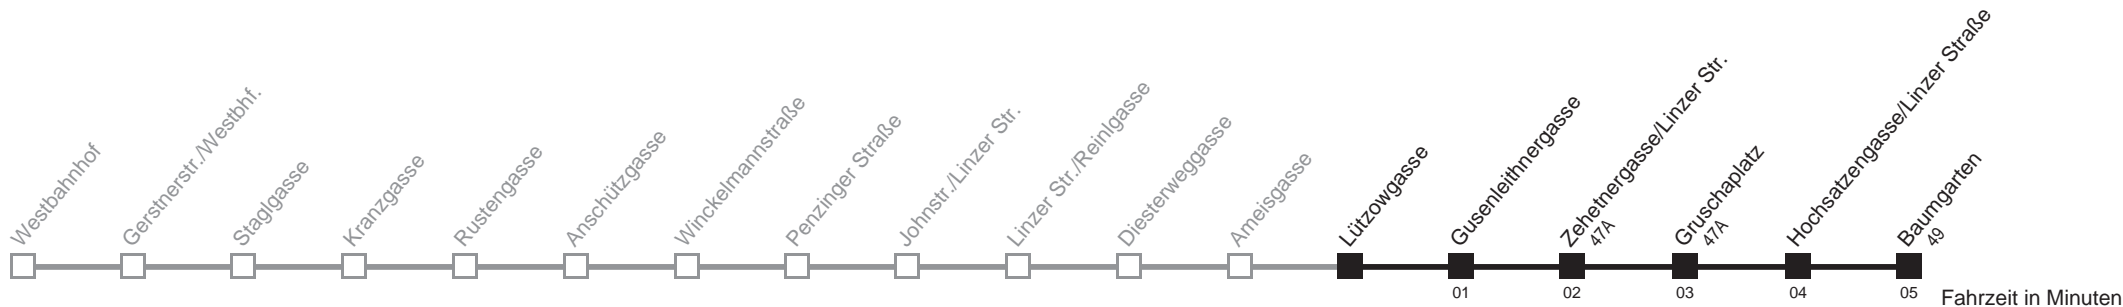 Westbahnhof
Gerstnerstr./Westbhf.
Staglgasse
Kranzgasse
Rustengasse
Anschützgasse
Winckelmannstraße
Penzinger Straße
Johnstr./Linzer Str.
Linzer Str./Reinlgasse
Diesterweggasse
Ameisgasse
Lützowgasse
Gusenleithnergasse
Zehetnergasse/Linzer Str.
47A
Gruschaplatz
47A
Hochsatzengasse/Linzer Straße
Baumgarten
49
01 02 03 04 05
Fahrzeit in Minuten